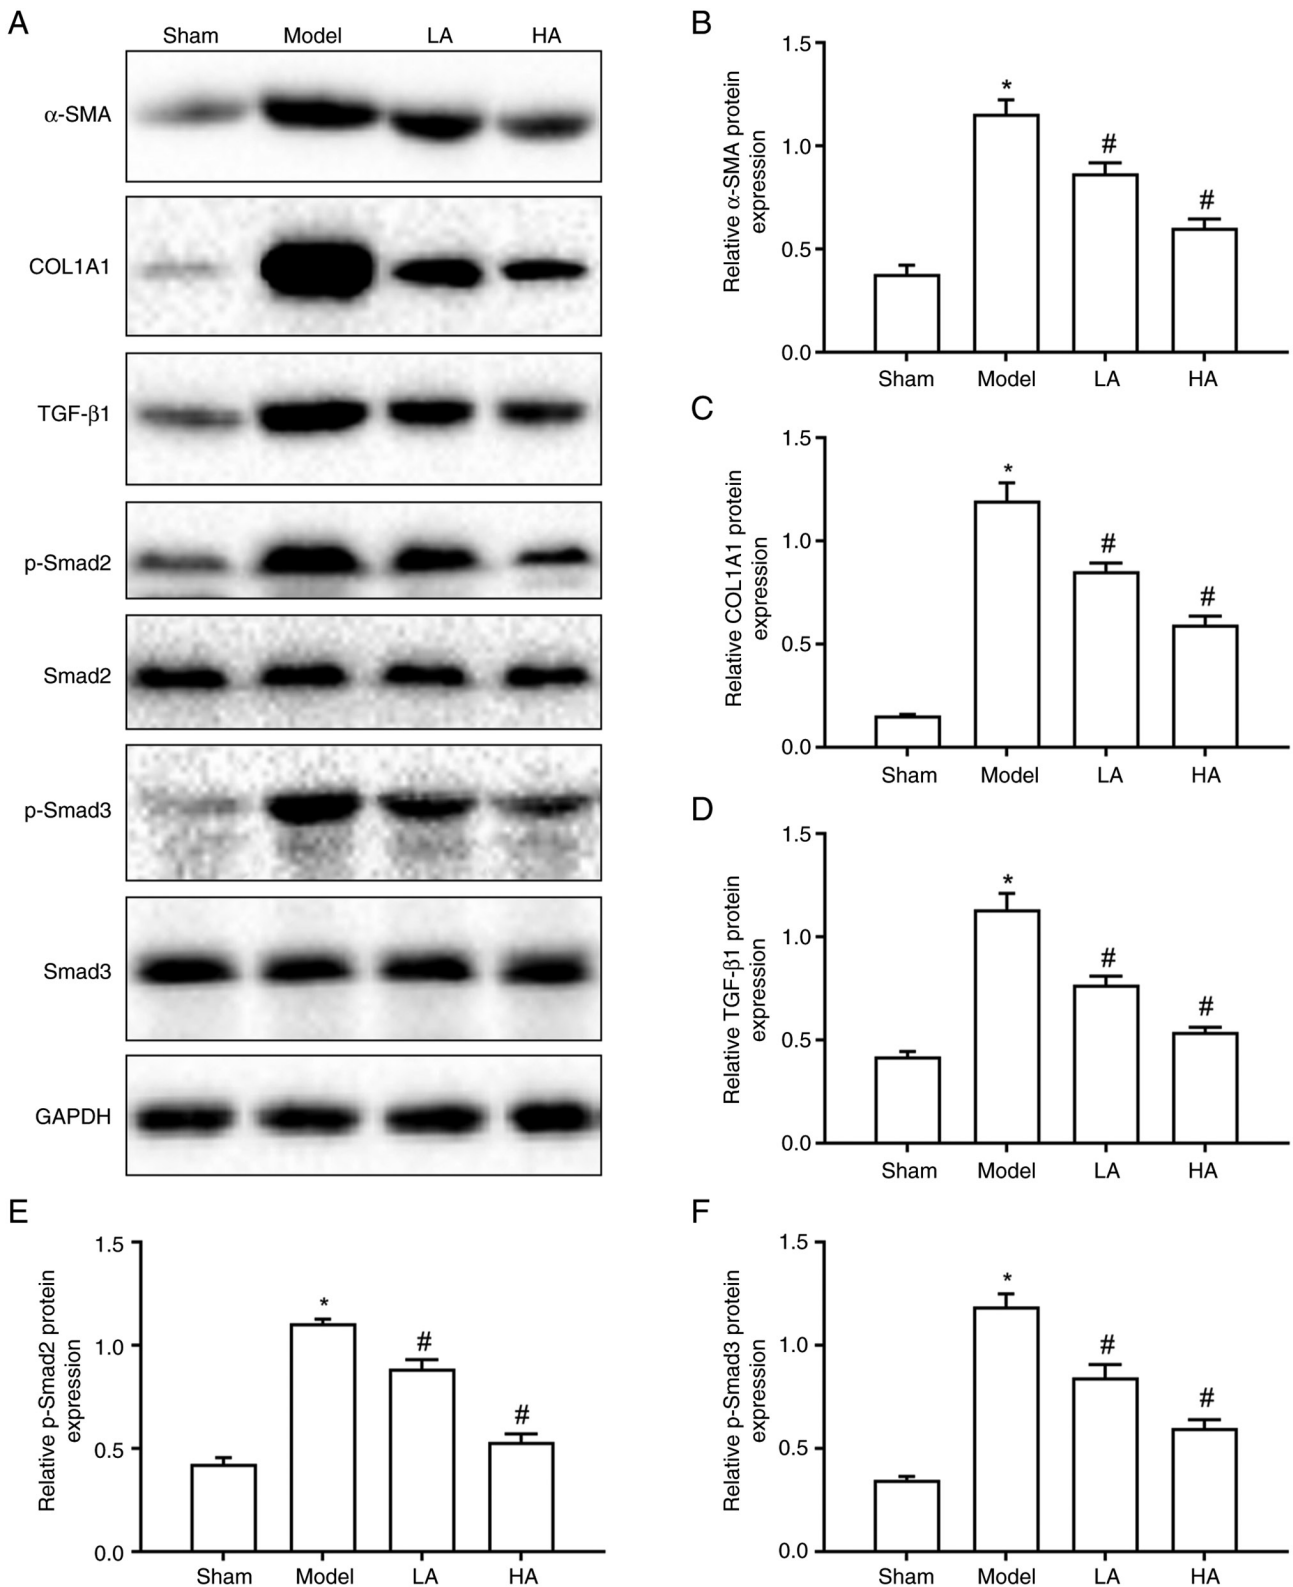 A
Sham Model LA HA
α-SMA
COL1A1
TGF-β1
p-Smad2
Smad2
p-Smad3
Smad3
GAPDH
B
Relative α-SMA protein
expression
1.5
1.0
0.5
0.0
*
#
#
Sham Model LA HA
C
Relative COL1A1 protein
expression
1.5
1.0
0.5
0.0
*
#
#
Sham Model LA HA
D
Relative TGF-β1 protein
expression
1.5
1.0
0.5
0.0
*
#
#
Sham Model LA HA
E
Relative p-Smad2 protein
expression
1.5
1.0
0.5
0.0
*
#
#
Sham Model LA HA
F
Relative p-Smad3 protein
expression
1.5
1.0
0.5
0.0
*
#
#
Sham Model LA HA